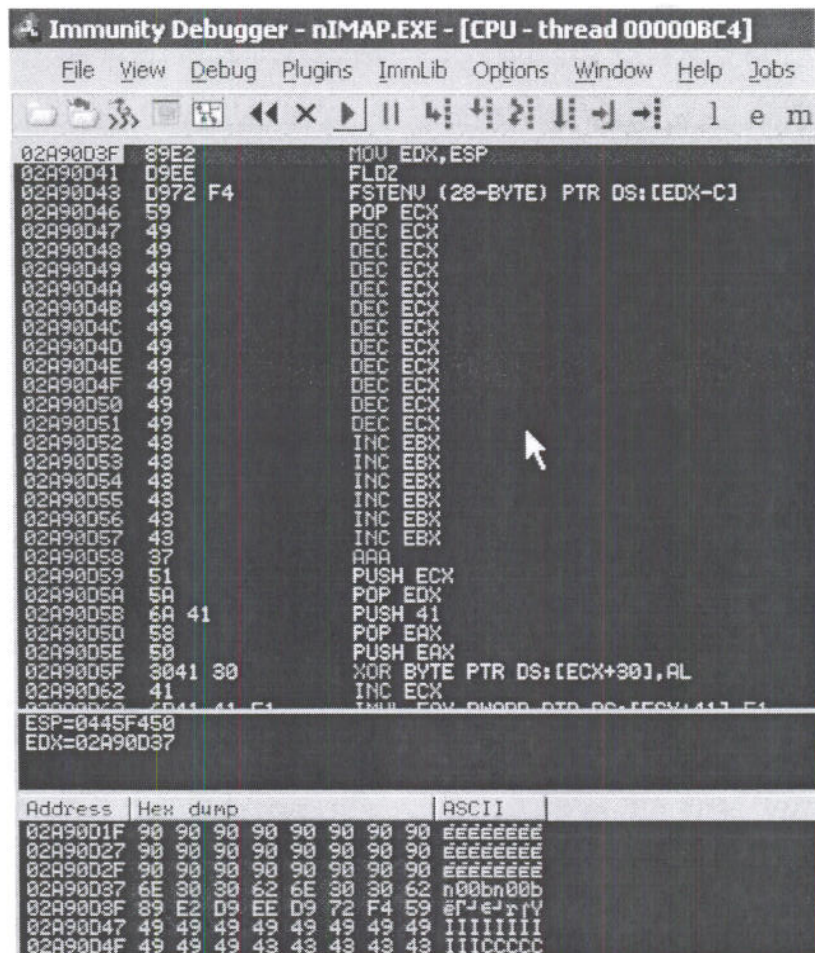 Immunity Debugger - nIMAP.EXE - [CPU - thread 00000BC4]
File View Debug Plugins ImmLib Options Window Help Jobs
l e m
02A90D3F 89E2 MOV EDX,ESP
02A90D41 D9EE FLDZ
02A90D43 D972 F4 FSTENV (28-BYTE) PTR DS:[EDX-C]
02A90D46 59 POP ECX
02A90D47 49 DEC ECX
02A90D48 49 DEC ECX
02A90D49 49 DEC ECX
02A90D4A 49 DEC ECX
02A90D4B 49 DEC ECX
02A90D4C 49 DEC ECX
02A90D4D 49 DEC ECX
02A90D4E 49 DEC ECX
02A90D4F 49 DEC ECX
02A90D50 49 DEC ECX
02A90D51 49 DEC ECX
02A90D52 43 INC EBX
02A90D53 43 INC EBX
02A90D54 43 INC EBX
02A90D55 43 INC EBX
02A90D56 43 INC EBX
02A90D57 43 INC EBX
02A90D58 37 AAA
02A90D59 51 PUSH ECX
02A90D5A 5A POP EDX
02A90D5B 6A 41 PUSH 41
02A90D5D 58 POP EAX
02A90D5E 50 PUSH EAX
02A90D5F 3041 30 XOR BYTE PTR DS:[ECX+30],AL
02A90D62 41 INC ECX
ESP=0445F450
EDX=02A90D37
Address Hex dump ASCII
02A90D1F 90 90 90 90 90 90 90 90 ÉÉÉÉÉÉÉÉ
02A90D27 90 90 90 90 90 90 90 90 ÉÉÉÉÉÉÉÉ
02A90D2F 90 90 90 90 90 90 90 90 ÉÉÉÉÉÉÉÉ
02A90D37 6E 30 30 62 6E 30 30 62 n00bn00b
02A90D3F 89 E2 D9 EE D9 72 F4 59 ëΓ┘ε┘r⌠Y
02A90D47 49 49 49 49 49 49 49 49 IIIIIIII
02A90D4F 49 49 49 43 43 43 43 43 IIICCCCC